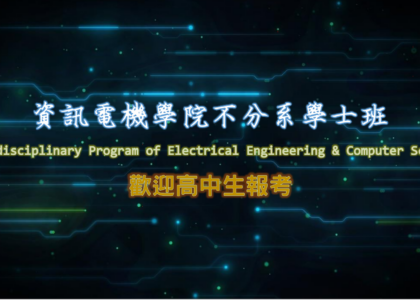 資訊電機學院不分系學士班
disciplinary Program of Electrical Engineering & Computer Sc
歡迎高中生報考